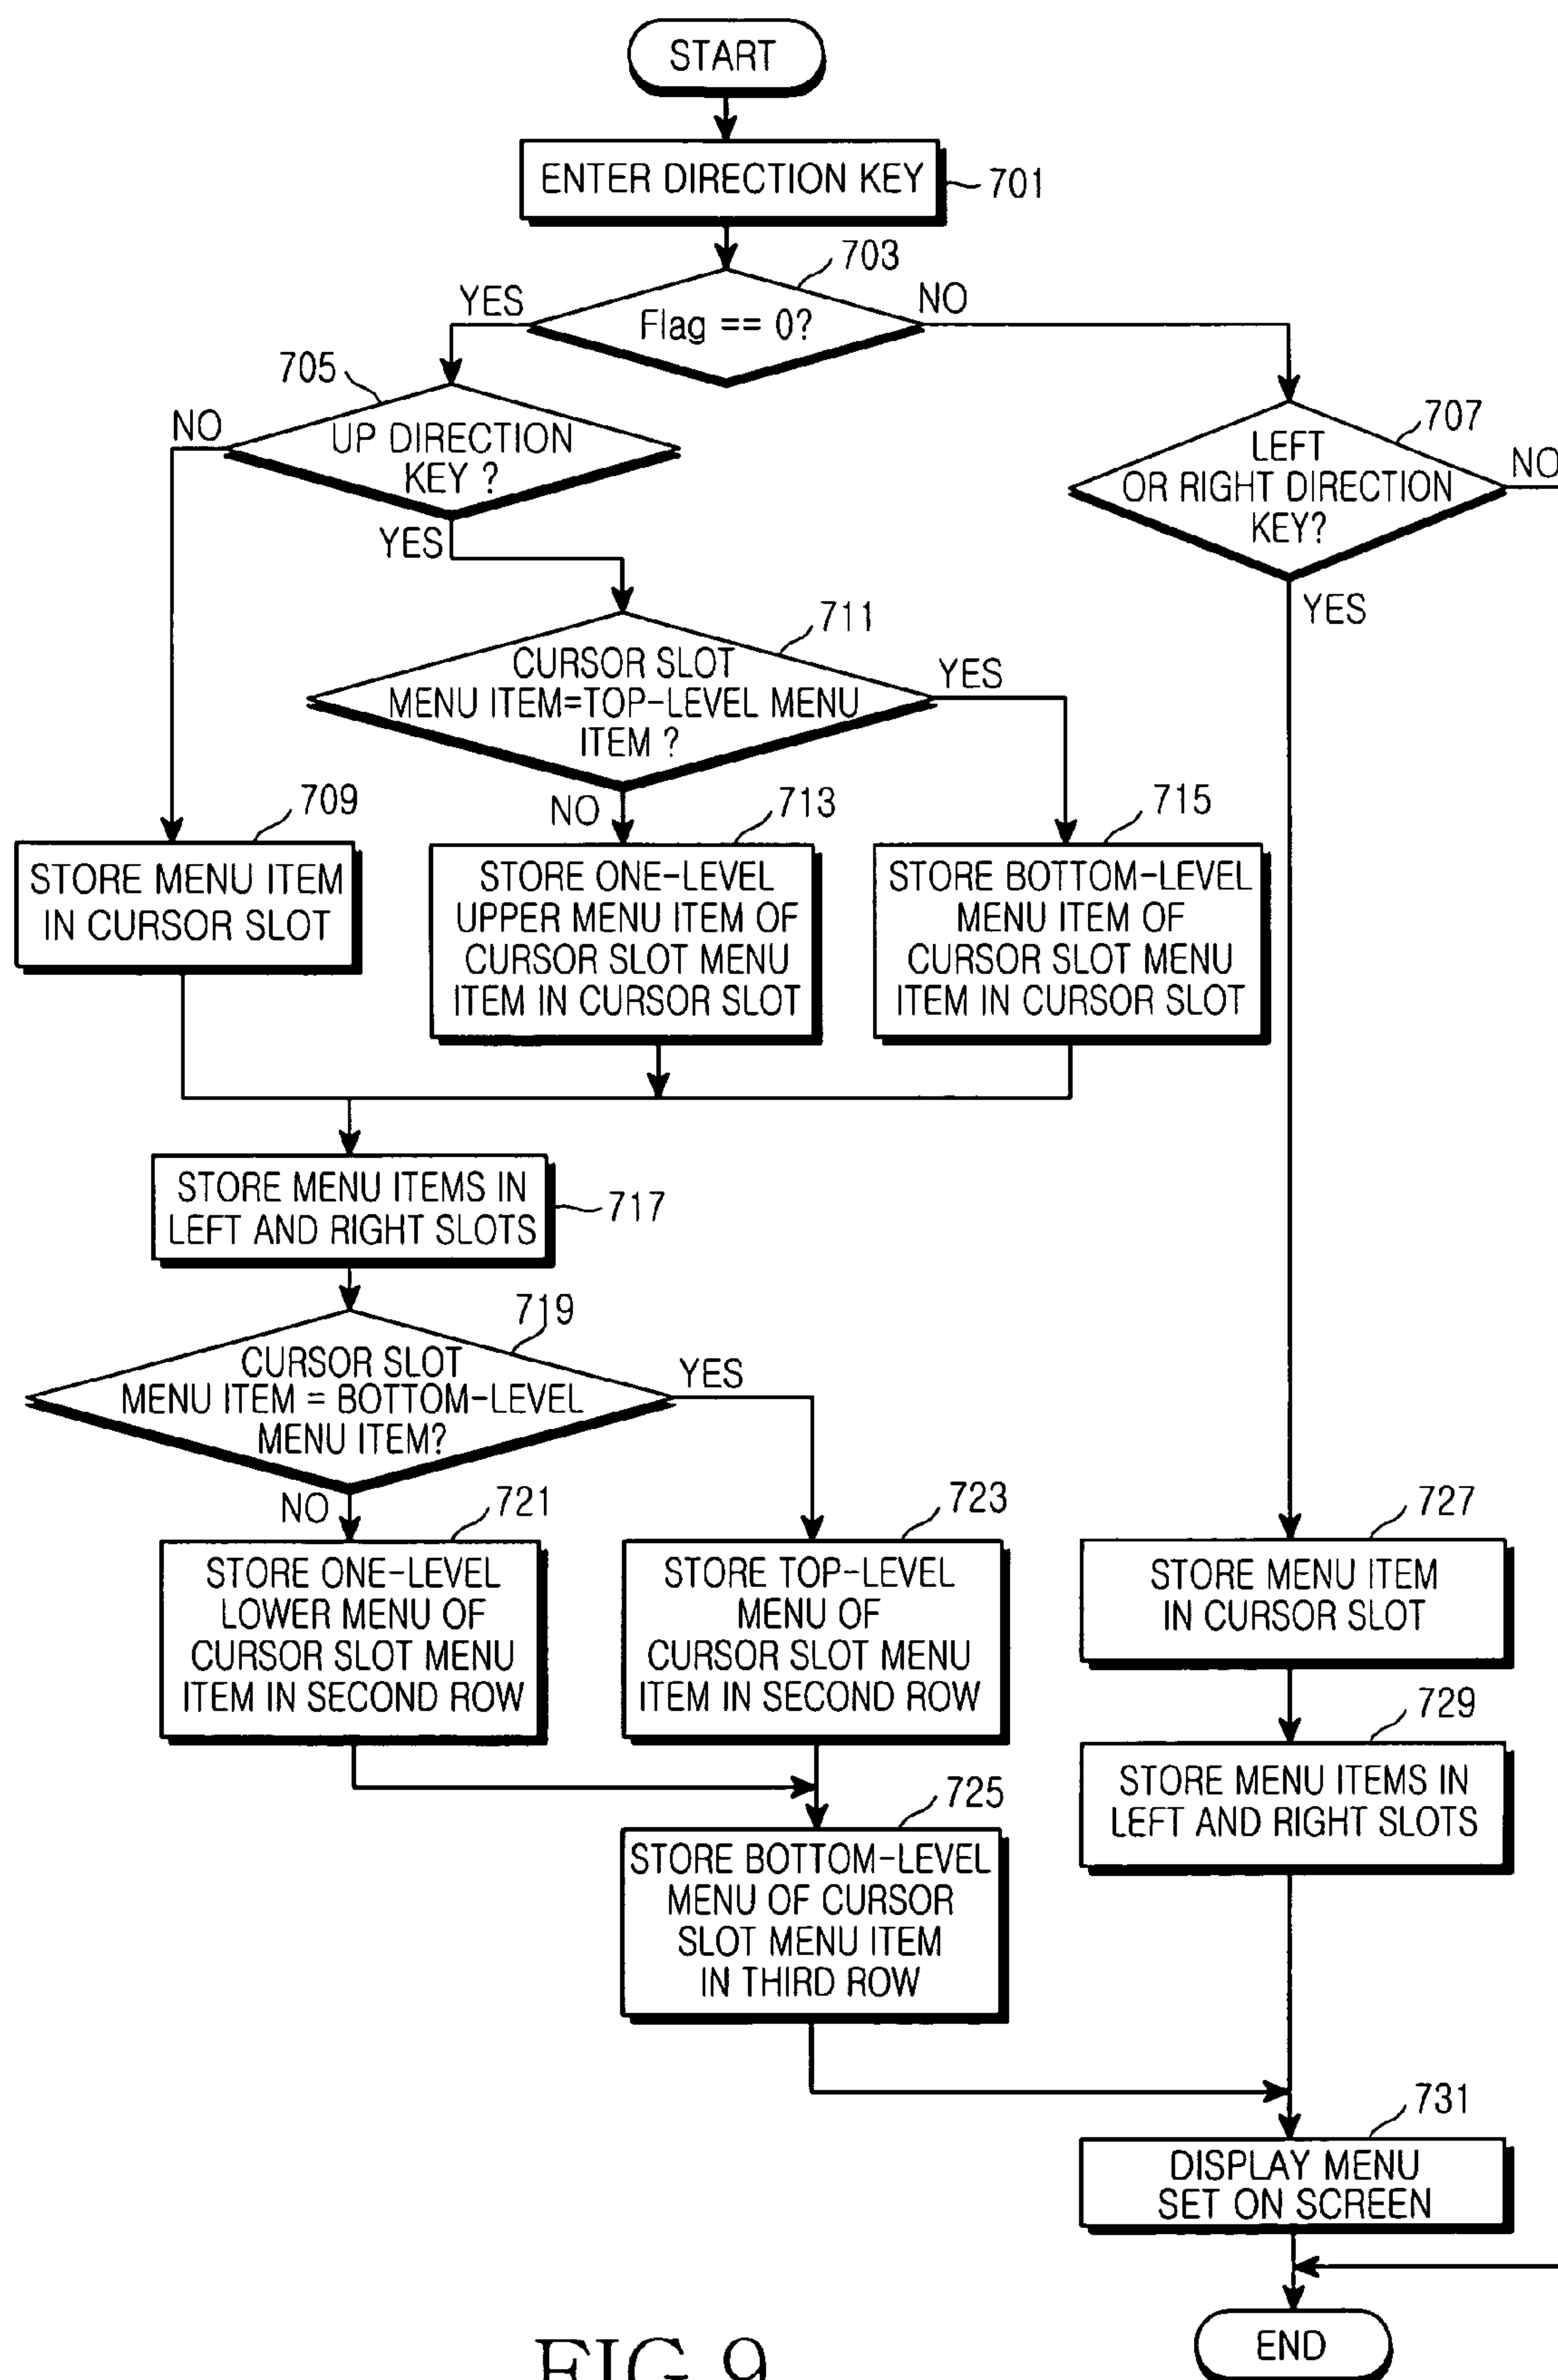 START
ENTER DIRECTION KEY
701
703
YES
Flag == 0?
NO
705
NO
UP DIRECTION
KEY ?
YES
707
LEFT
OR RIGHT DIRECTION
KEY?
NO
YES
711
CURSOR SLOT
MENU ITEM=TOP-LEVEL MENU
ITEM ?
YES
NO
709
STORE MENU ITEM
IN CURSOR SLOT
713
STORE ONE-LEVEL
UPPER MENU ITEM OF
CURSOR SLOT MENU
ITEM IN CURSOR SLOT
715
STORE BOTTOM-LEVEL
MENU ITEM OF
CURSOR SLOT MENU
ITEM IN CURSOR SLOT
STORE MENU ITEMS IN
LEFT AND RIGHT SLOTS
717
719
CURSOR SLOT
MENU ITEM = BOTTOM-LEVEL
MENU ITEM?
YES
NO
721
STORE ONE-LEVEL
LOWER MENU OF
CURSOR SLOT MENU
ITEM IN SECOND ROW
723
STORE TOP-LEVEL
MENU OF
CURSOR SLOT MENU
ITEM IN SECOND ROW
727
STORE MENU ITEM
IN CURSOR SLOT
729
STORE MENU ITEMS IN
LEFT AND RIGHT SLOTS
725
STORE BOTTOM-LEVEL
MENU OF CURSOR
SLOT MENU ITEM
IN THIRD ROW
731
DISPLAY MENU
SET ON SCREEN
END
FIG.9